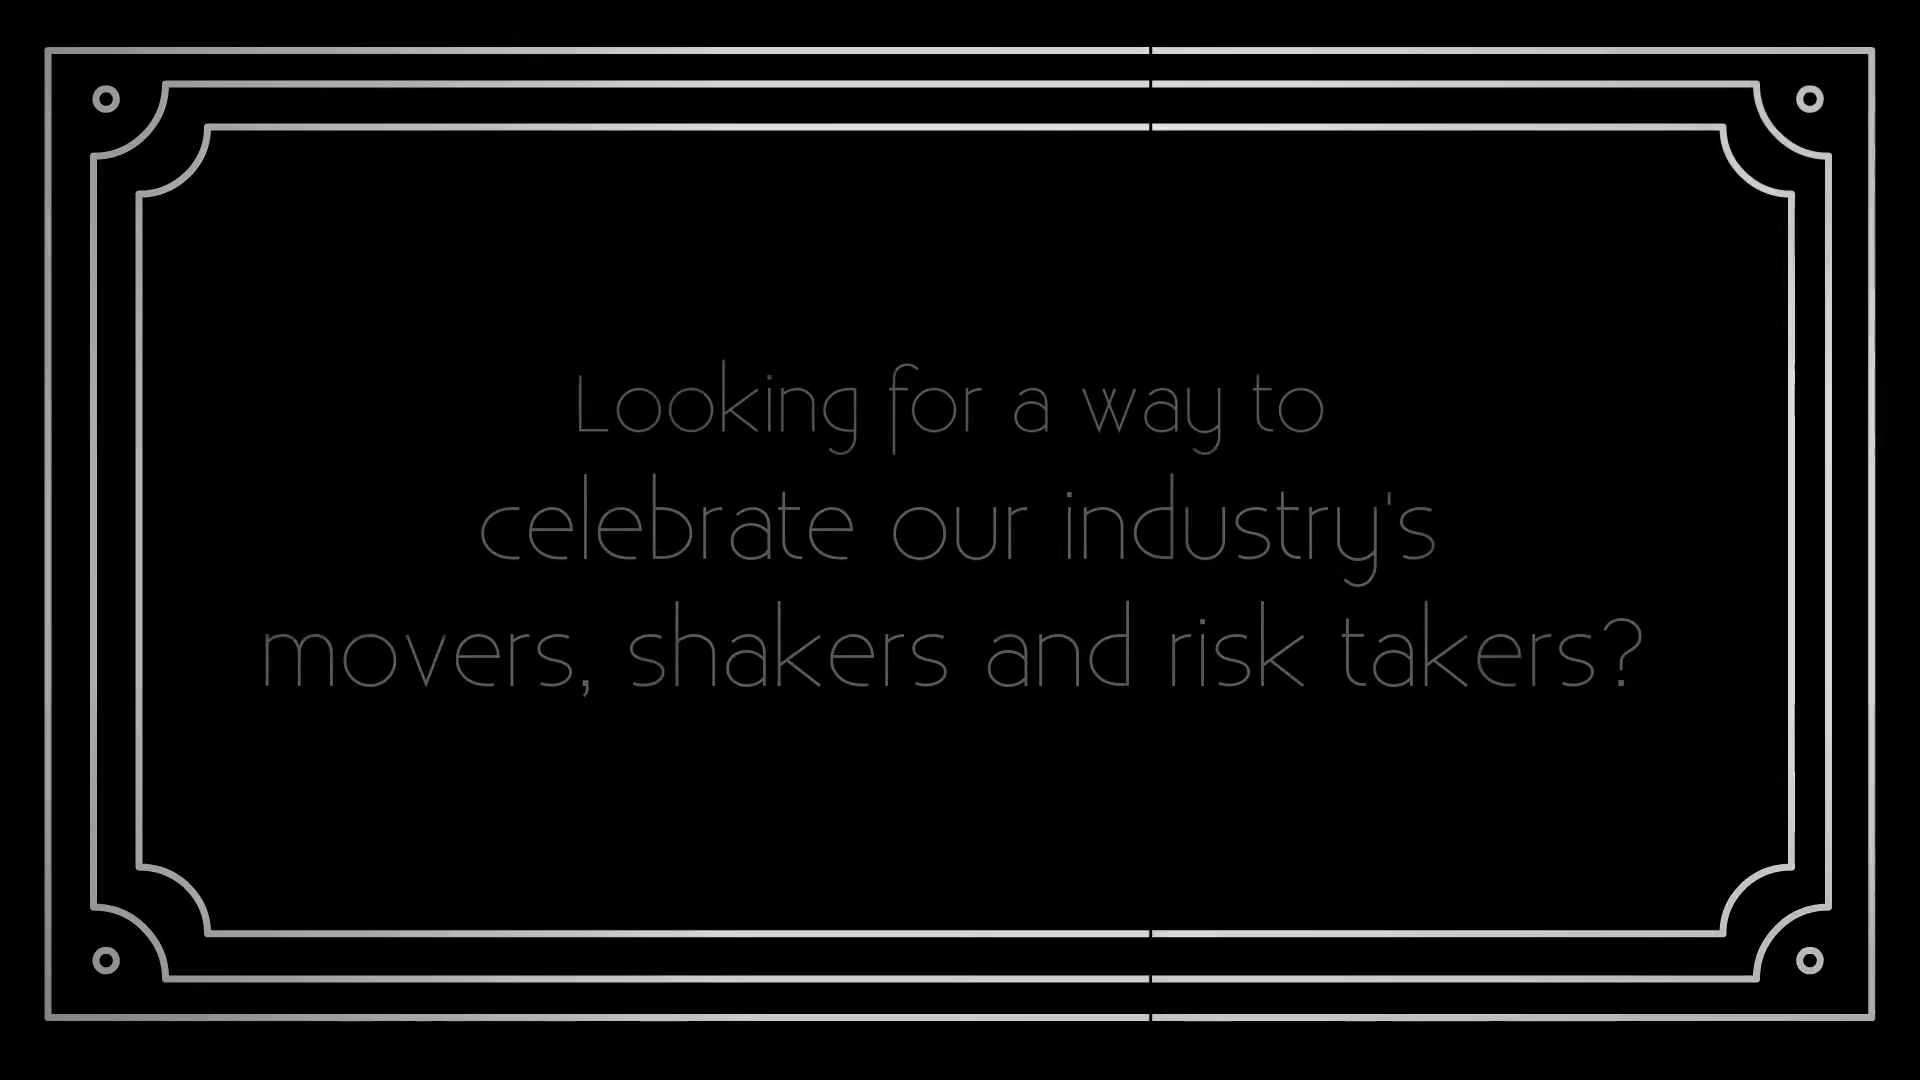 Looking for a way to
celebrate our industry's
movers, shakers and risk takers?